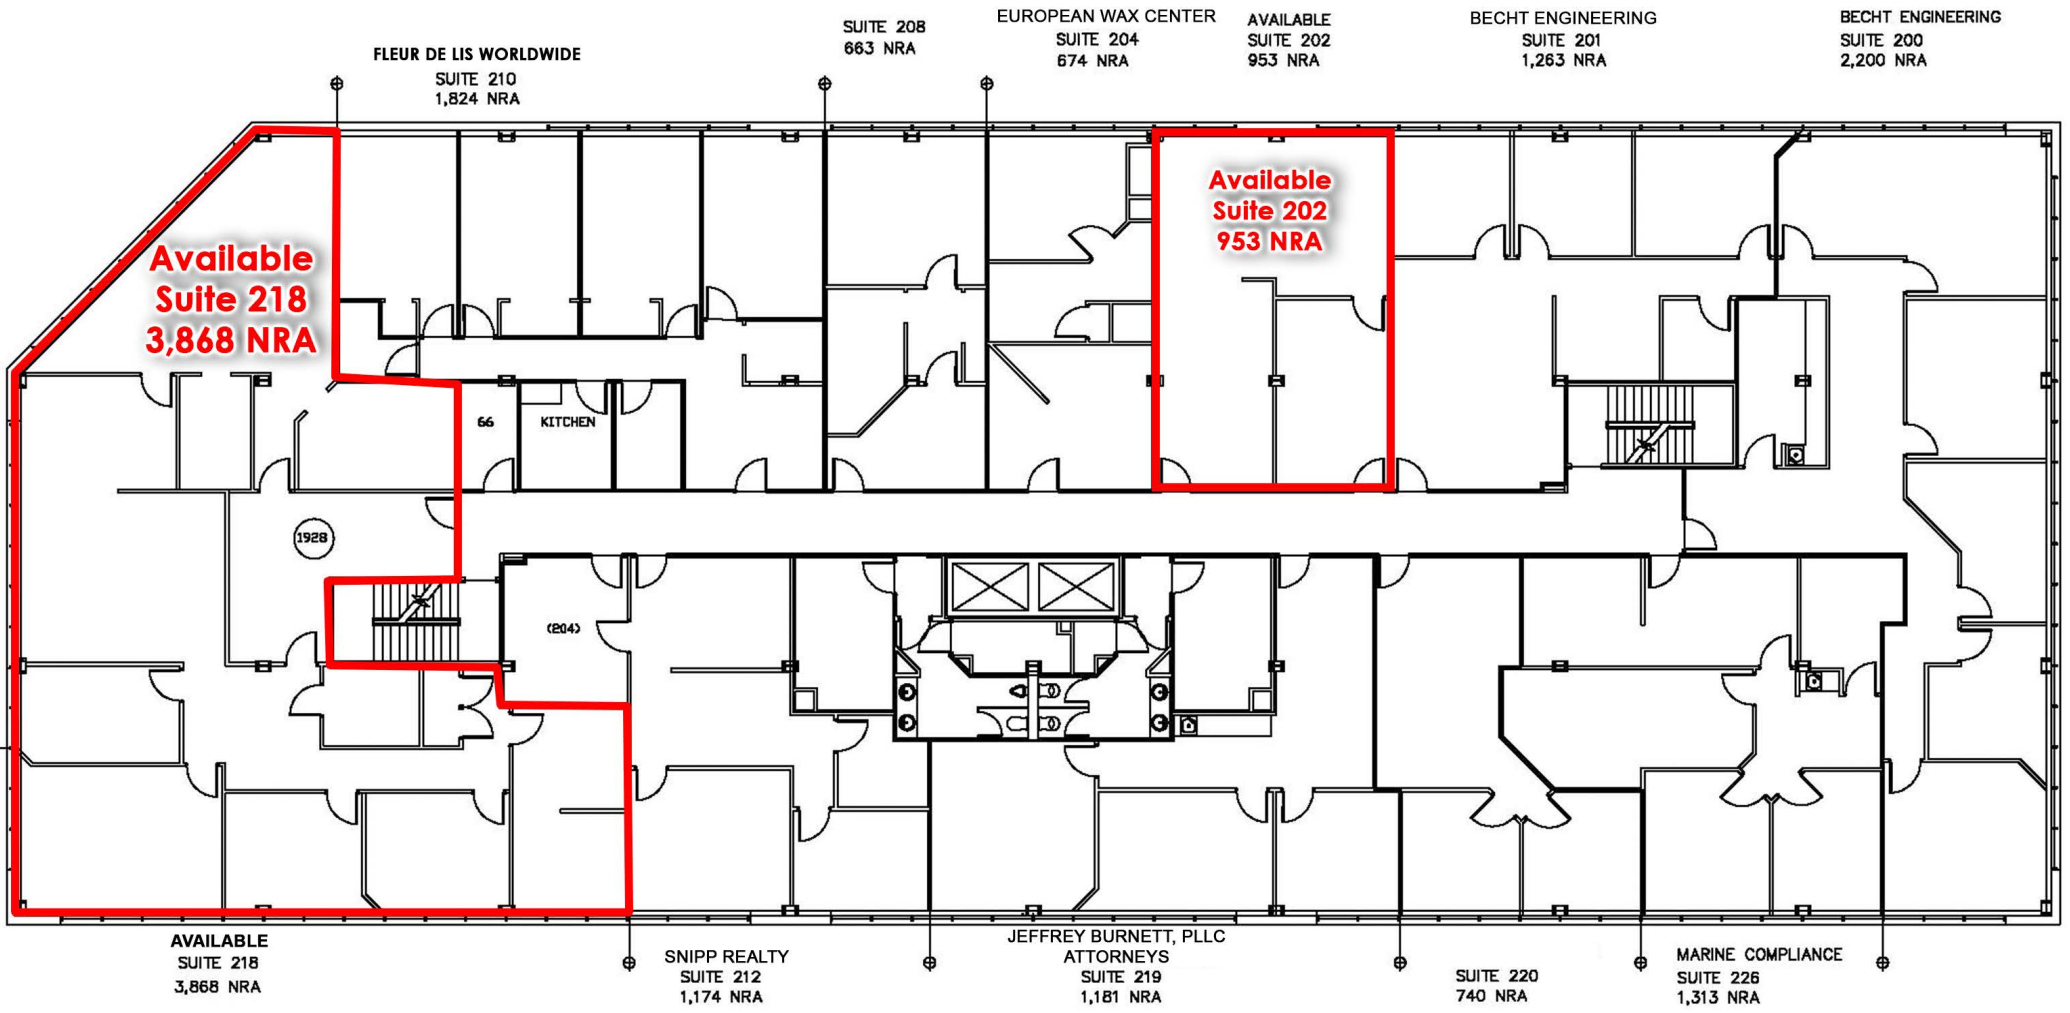 FLEUR DE LIS WORLDWIDE
SUITE 210
1,824 NRA
SUITE 208
663 NRA
EUROPEAN WAX CENTER
SUITE 204
674 NRA
AVAILABLE
SUITE 202
953 NRA
BECHT ENGINEERING
SUITE 201
1,263 NRA
BECHT ENGINEERING
SUITE 200
2,200 NRA
Available
Suite 218
3,868 NRA
Available
Suite 202
953 NRA
66
KITCHEN
1928
(204)
AVAILABLE
SUITE 218
3,868 NRA
SNIPP REALTY
SUITE 212
1,174 NRA
JEFFREY BURNETT, PLLC
ATTORNEYS
SUITE 219
1,181 NRA
SUITE 220
740 NRA
MARINE COMPLIANCE
SUITE 226
1,313 NRA